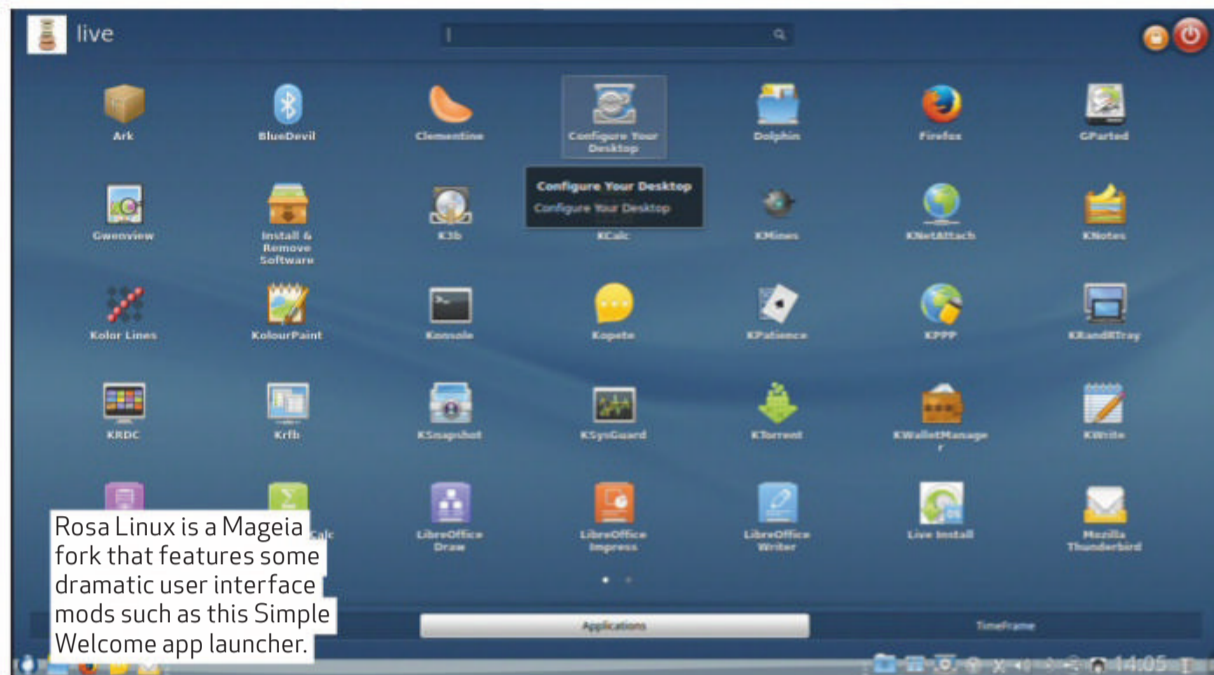 live
Ark
BlueDevil
Clementine
Configure Your
Desktop
Dolphin
Firefox
GParted
Configure Your Desktop
Configure Your Desktop
Gwenview
Install &
Remove
Software
K3b
KCalc
KMines
KNetAttach
KNotes
Kolor Lines
KolourPaint
Konsole
Kopete
KPatience
KPPP
KRandRTray
KRDC
Krfb
KSnapshot
KSysGuard
KTorrent
KWalletManage
r
KWrite
Calc
LibreOffice
Draw
LibreOffice
Impress
LibreOffice
Writer
Live Install
Mozilla
Thunderbird
Rosa Linux is a Mageia
fork that features some
dramatic user interface
mods such as this Simple
Welcome app launcher.
Applications
TimeFrame
14:05